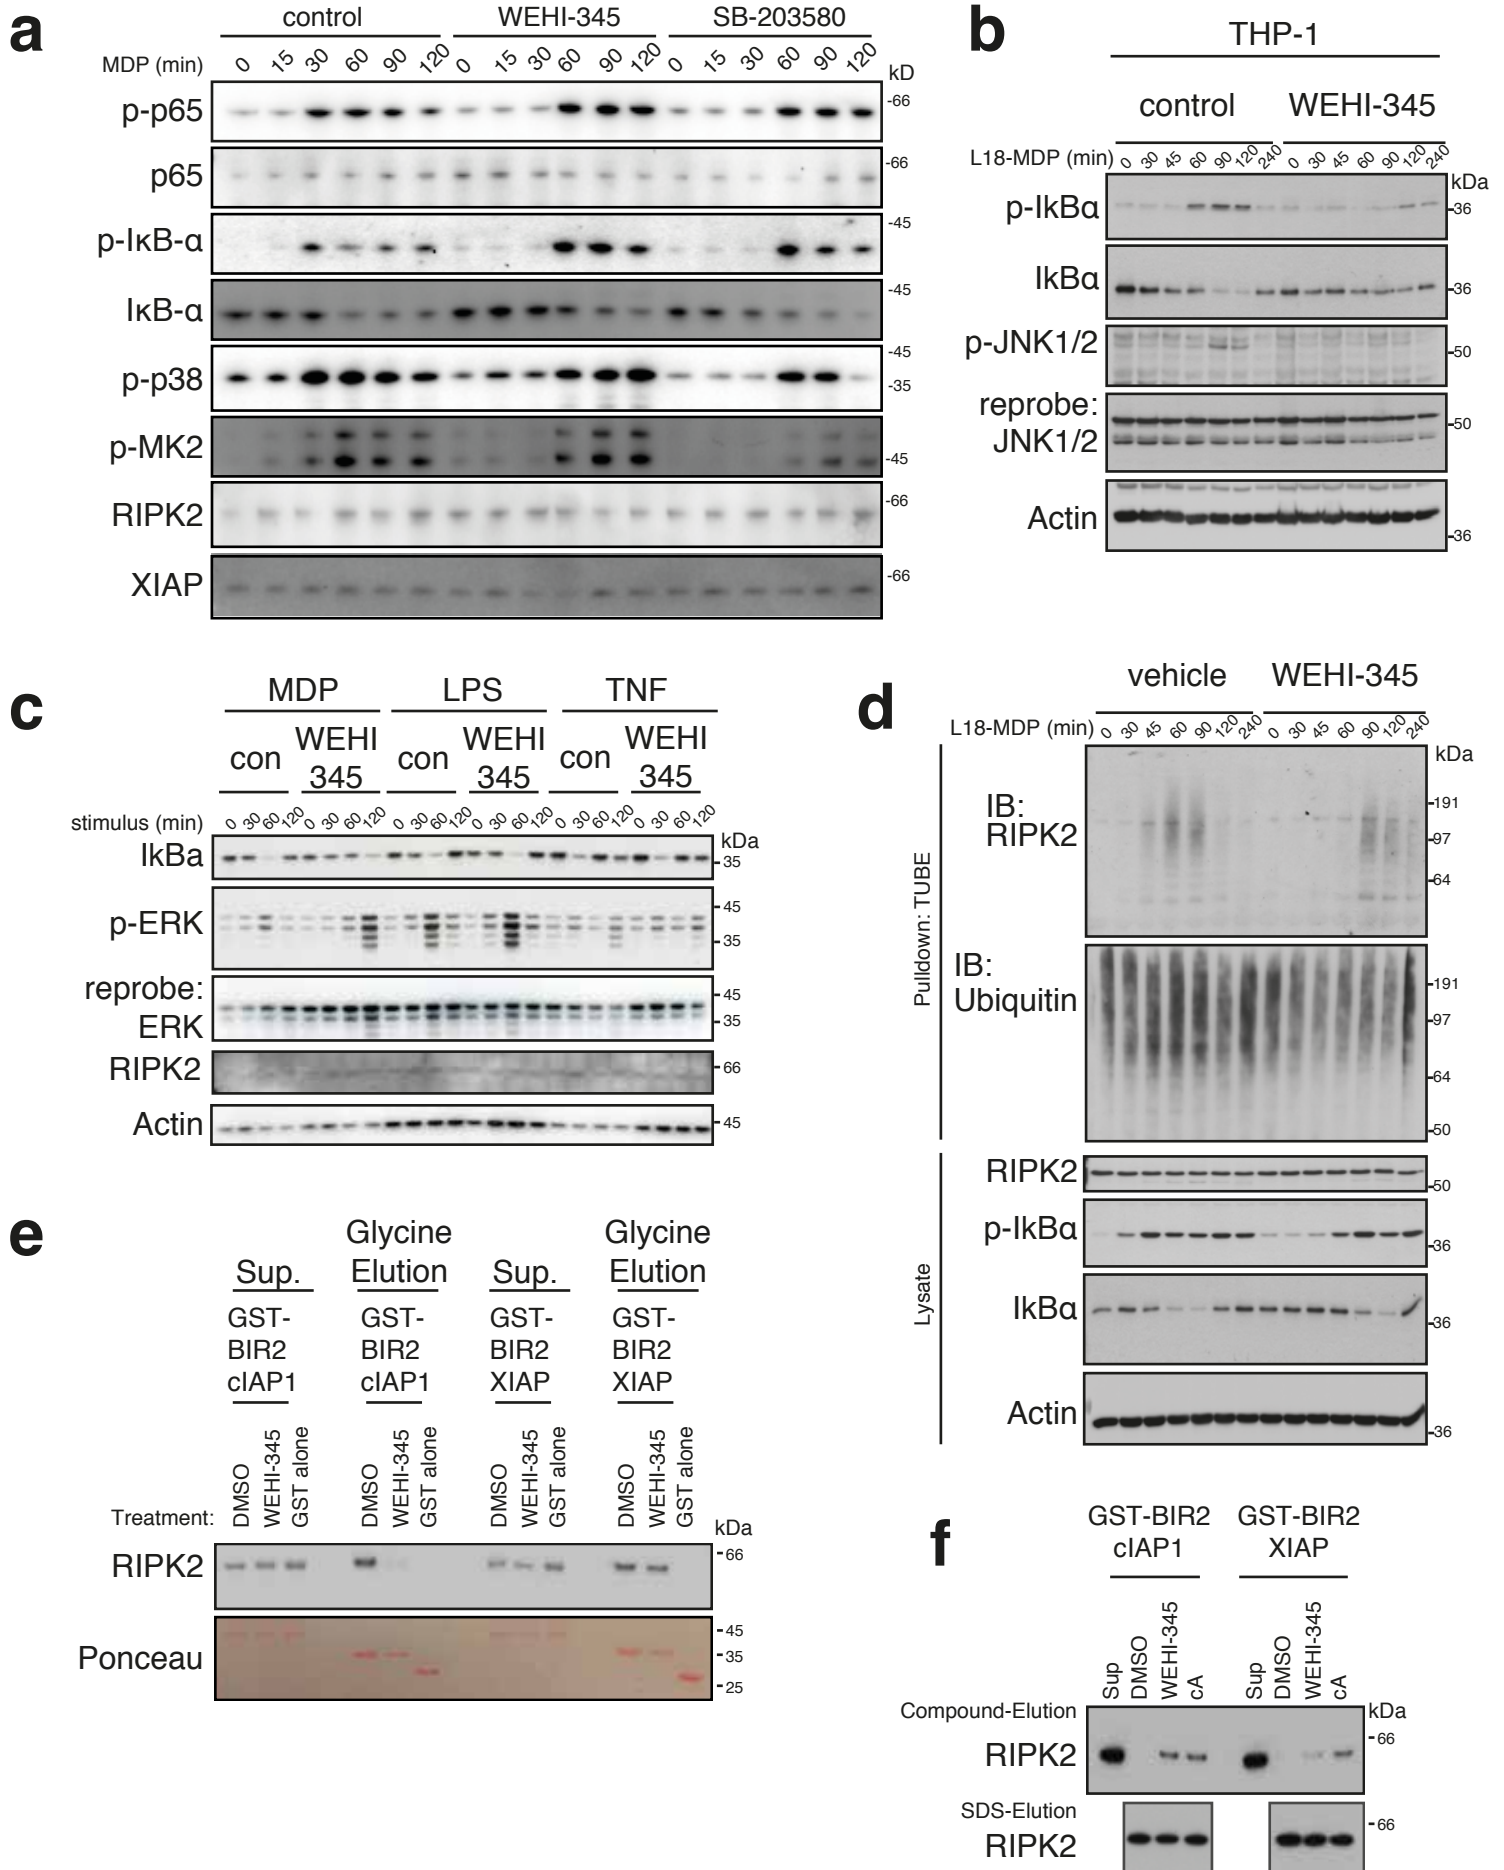 a
control WEHI-345 SB-203580
MDP (min) 0 15 30 60 90 120 0 15 30 60 90 120 0 15 30 60 90 120
kD
p-p65 -66
p65 -66
p-IκB-α -45
IκB-α -45
p-p38 -45
-35
p-MK2 -45
RIPK2 -66
XIAP -66
b
THP-1
control WEHI-345
L18-MDP (min) 0 30 45 60 90 120 240 0 30 45 60 90 120 240
kDa
p-IkBα 36
IkBα 36
p-JNK1/2 50
reprobe:
JNK1/2 50
Actin 36
c
MDP LPS TNF
con WEHI 345 con WEHI 345 con WEHI 345
stimulus (min) 0 30 60 120 0 30 60 120 0 30 60 120 0 30 60 120 0 30 60 120 0 30 60 120
kDa
IkBa 35
p-ERK 45
35
reprobe: 45
ERK 35
RIPK2 66
Actin 45
d
vehicle WEHI-345
L18-MDP (min) 0 30 45 60 90 120 240 0 30 45 60 90 120 240
kDa
Pulldown: TUBE
IB:
RIPK2
191
97
64
IB:
Ubiquitin
191
97
64
50
Lysate
RIPK2 50
p-IkBα 36
IkBα 36
Actin 36
e
Sup. Glycine Elution Sup. Glycine Elution
GST- GST- GST- GST-
BIR2 BIR2 BIR2 BIR2
cIAP1 cIAP1 XIAP XIAP
Treatment: DMSO WEHI-345 GST alone DMSO WEHI-345 GST alone DMSO WEHI-345 GST alone DMSO WEHI-345 GST alone
kDa
RIPK2 66
Ponceau 45
35
25
f
GST-BIR2 GST-BIR2
cIAP1 XIAP
Sup DMSO WEHI-345 cA Sup DMSO WEHI-345 cA
Compound-Elution kDa
RIPK2 66
SDS-Elution
RIPK2 66